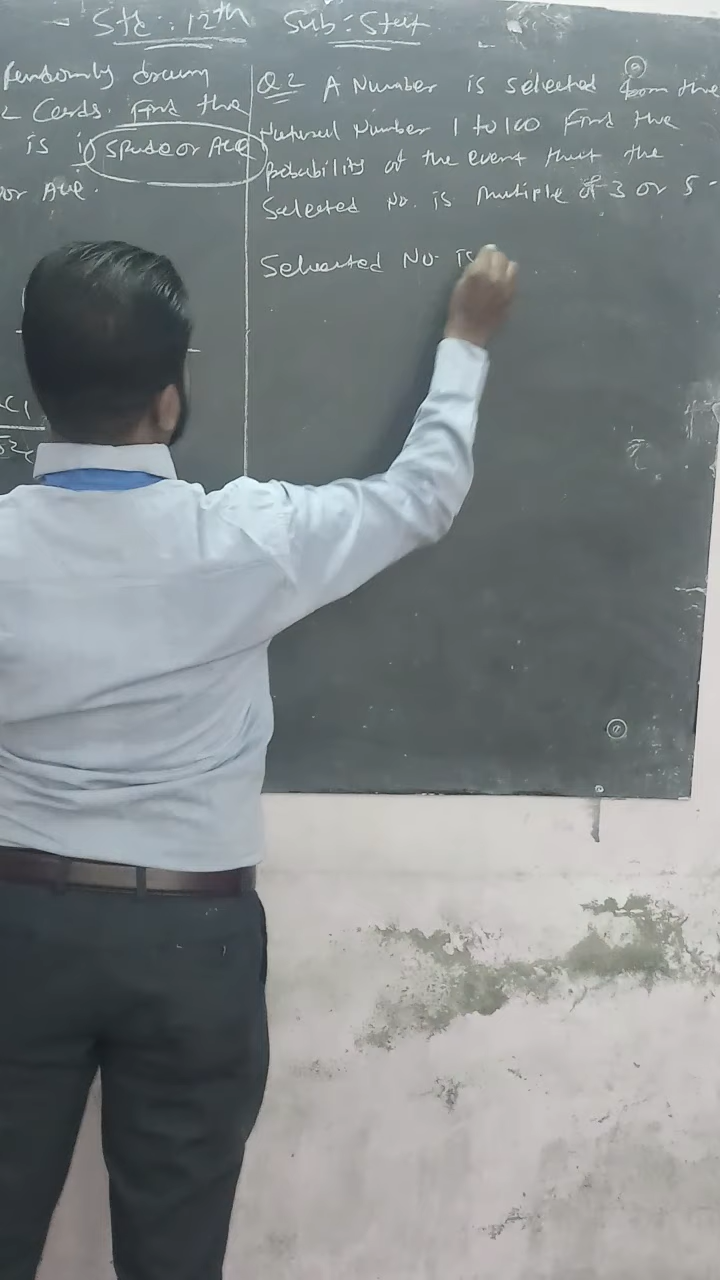 - Std : 12th Sub : Stat
Randomly drawn
2 Cards. Find the
is is spade or Ace
or Ace.
Q2 A Number is selected from the
Natural Number 1 to 100 Find the
probability of the event that the
Selected No. is Multiple of 3 or 5 -
Selected No. is